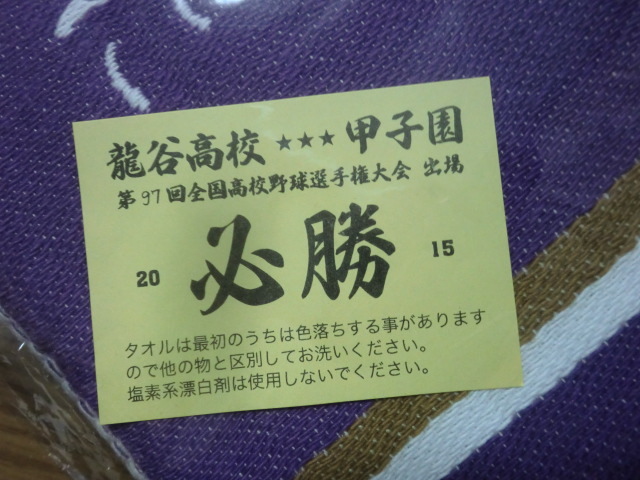 龍谷高校 ★★★ 甲子園
第97回全国高校野球選手権大会 出場
20 必勝 15
タオルは最初のうちは色落ちする事があります
ので他の物と区別してお洗いください。
塩素系漂白剤は使用しないでください。